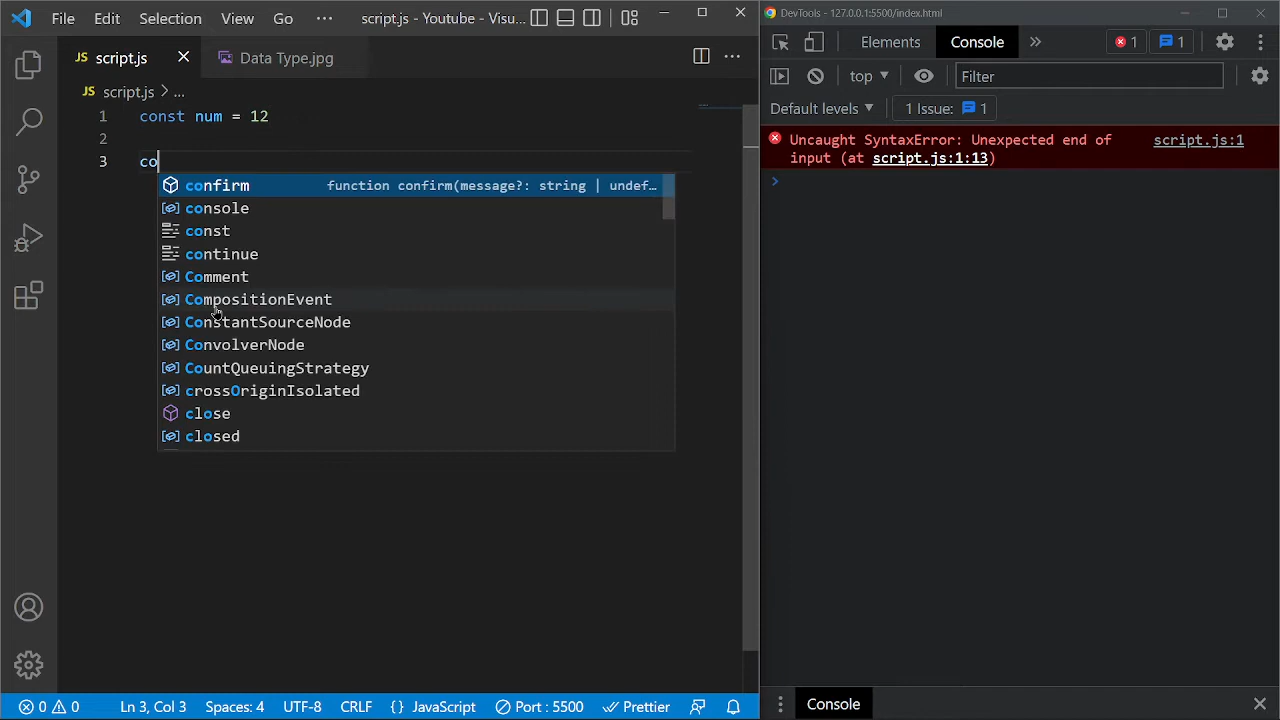 File Edit Selection View Go ··· script.js - Youtube - Visu...
JS script.js × Data Type.jpg ···
JS script.js > ...
1 const num = 12
2
3 co
confirm function confirm(message?: string | undef…
console
const
continue
Comment
CompositionEvent
ConstantSourceNode
ConvolverNode
CountQueuingStrategy
crossOriginIsolated
close
closed
0 0 Ln 3, Col 3 Spaces: 4 UTF-8 CRLF {} JavaScript Port : 5500 Prettier
DevTools - 127.0.0.1:5500/index.html
Elements Console » 1 1
top ▼ Filter
Default levels ▼ 1 Issue: 1
Uncaught SyntaxError: Unexpected end of script.js:1
input (at script.js:1:13)
>
Console